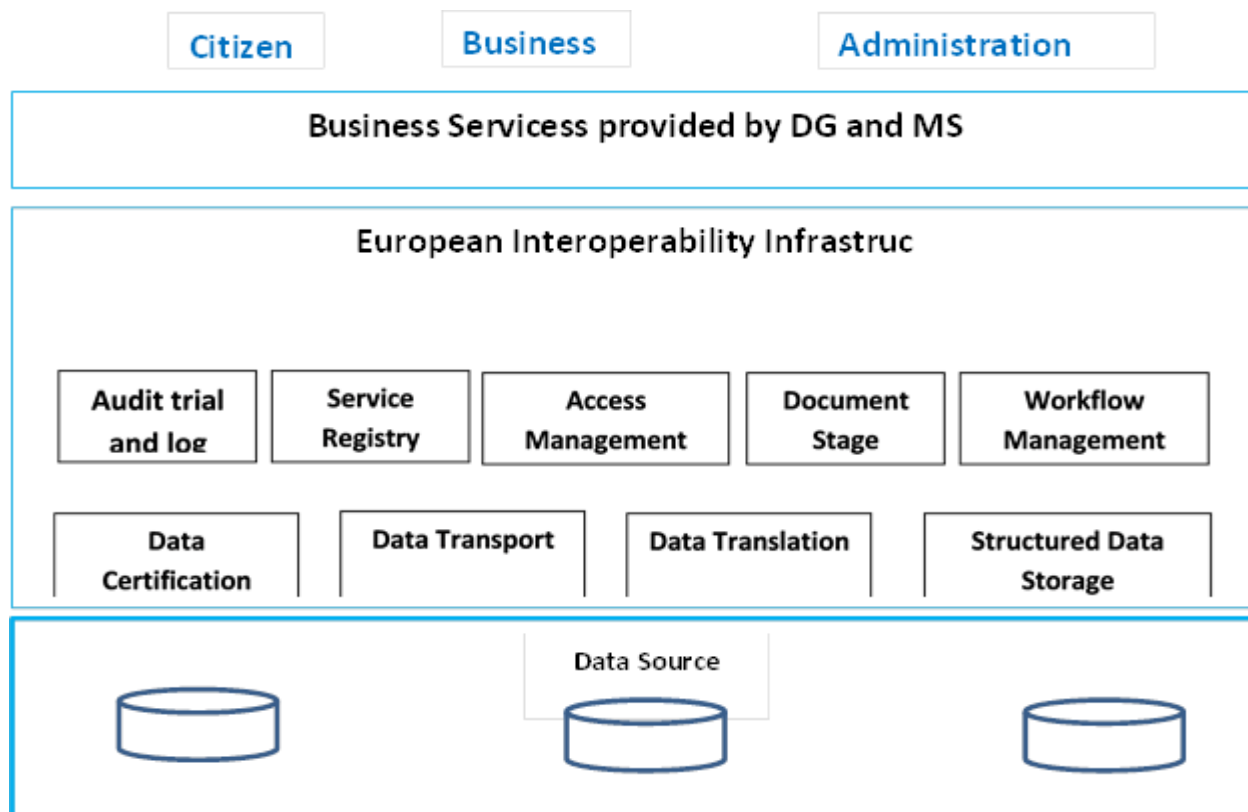 Citizen Business Administration
Business Servicess provided by DG and MS
European Interoperability Infrastruc
Audit trial
and log
Service
Registry
Access
Management
Document
Stage
Workflow
Management
Data
Certification
Data Transport
Data Translation
Structured Data
Storage
Data Source